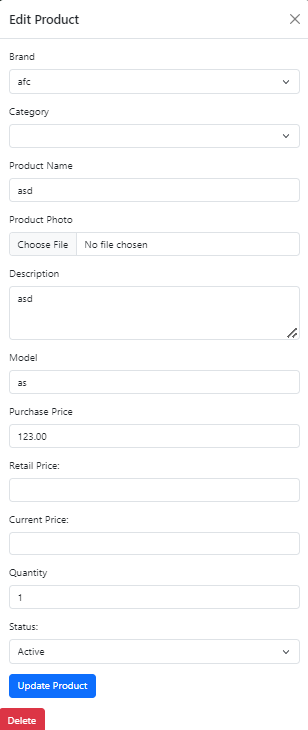 Edit Product
Brand
afc
Category
Product Name
asd
Product Photo
Choose File No file chosen
Description
asd
Model
as
Purchase Price
123.00
Retail Price:
Current Price:
Quantity
1
Status:
Active
Update Product
Delete